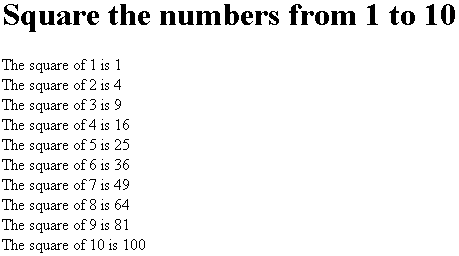 Square the numbers from 1 to 10
The square of 1 is 1
The square of 2 is 4
The square of 3 is 9
The square of 4 is 16
The square of 5 is 25
The square of 6 is 36
The square of 7 is 49
The square of 8 is 64
The square of 9 is 81
The square of 10 is 100